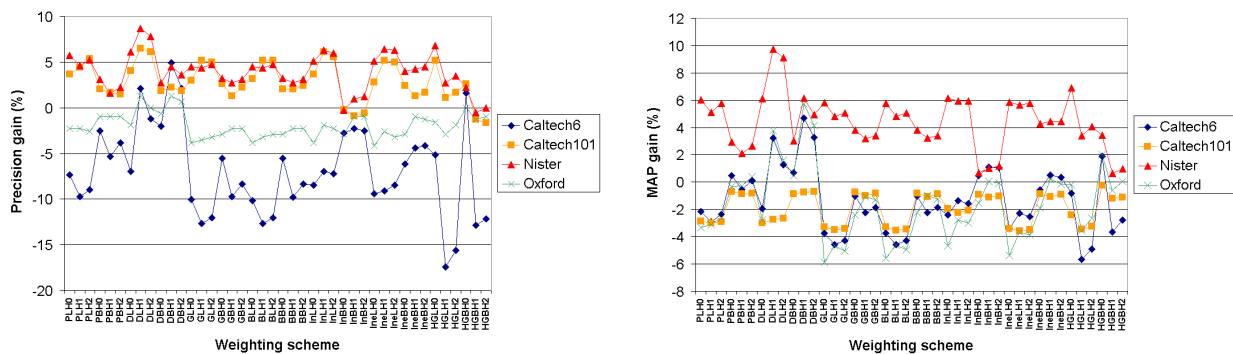 10
5
0
-5
-10
-15
-20
Precision gain (%)
PLH0
PLH1
PLH2
PBH0
PBH1
PBH2
DLH0
DLH1
DLH2
DBH0
DBH1
DBH2
GLH0
GLH1
GLH2
GBH0
GBH1
GBH2
BLH0
BLH1
BLH2
BBH0
BBH1
BBH2
InLH0
InLH1
InLH2
InBH0
InBH1
InBH2
IneLH0
IneLH1
IneLH2
IneBH0
IneBH1
IneBH2
HGLH0
HGLH1
HGLH2
HGBH0
HGBH1
HGBH2
Weighting scheme
Caltech6
Caltech101
Nister
Oxford
12
10
8
6
4
2
0
-2
-4
-6
-8
MAP gain (%)
PLH0
PLH1
PLH2
PBH0
PBH1
PBH2
DLH0
DLH1
DLH2
DBH0
DBH1
DBH2
GLH0
GLH1
GLH2
GBH0
GBH1
GBH2
BLH0
BLH1
BLH2
BBH0
BBH1
BBH2
InLH0
InLH1
InLH2
InBH0
InBH1
InBH2
IneLH0
IneLH1
IneLH2
IneBH0
IneBH1
IneBH2
HGLH0
HGLH1
HGLH2
HGBH0
HGBH1
HGBH2
Weighting scheme
Caltech6
Caltech101
Nister
Oxford